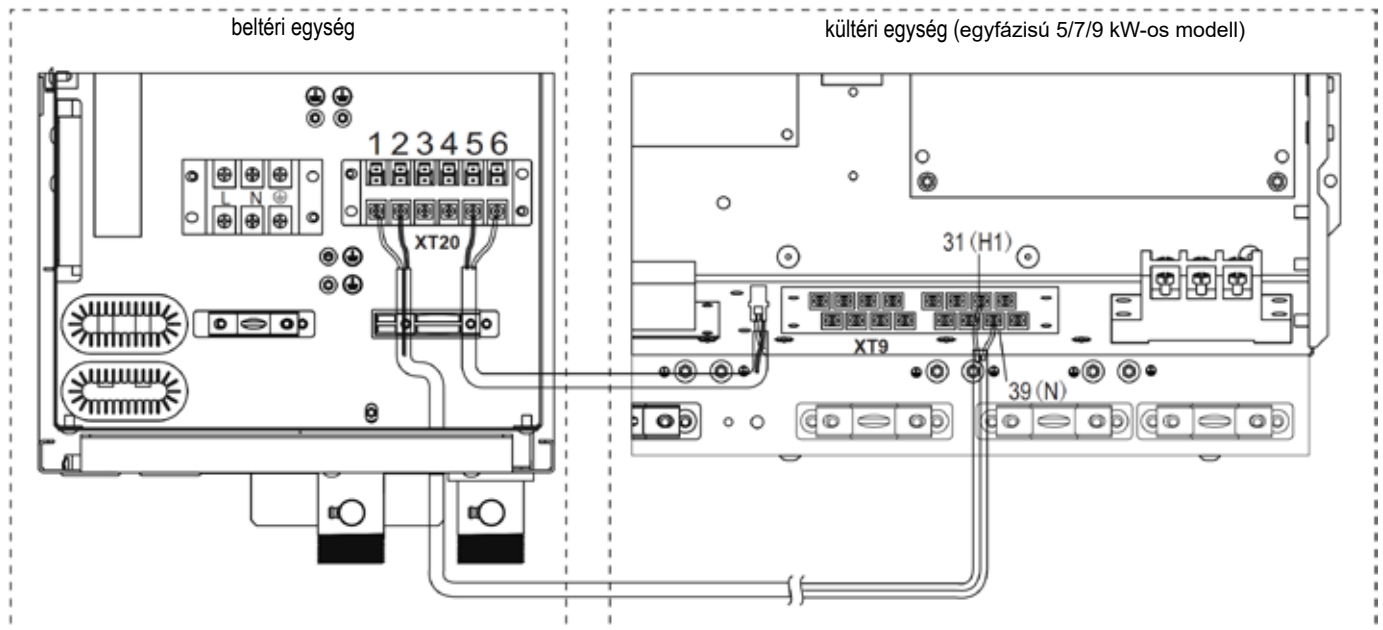 beltéri egység
kültéri egység (egyfázisú 5/7/9 kW-os modell)
1 2 3 4 5 6
L N
XT20
31(H1)
XT9
39(N)